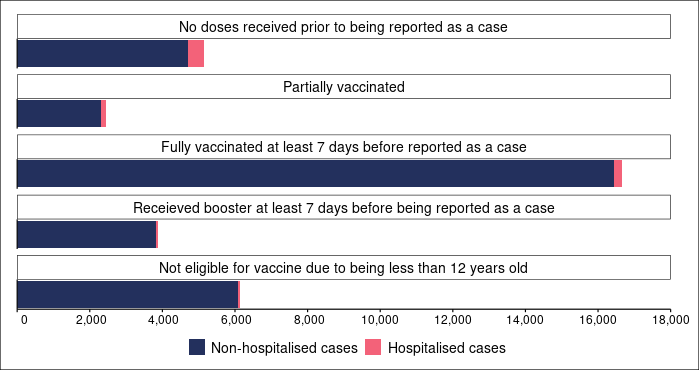 No doses received prior to being reported as a case
Partially vaccinated
Fully vaccinated at least 7 days before reported as a case
Receieved booster at least 7 days before being reported as a case
Not eligible for vaccine due to being less than 12 years old
0 2,000 4,000 6,000 8,000 10,000 12,000 14,000 16,000 18,000
Non-hospitalised cases Hospitalised cases